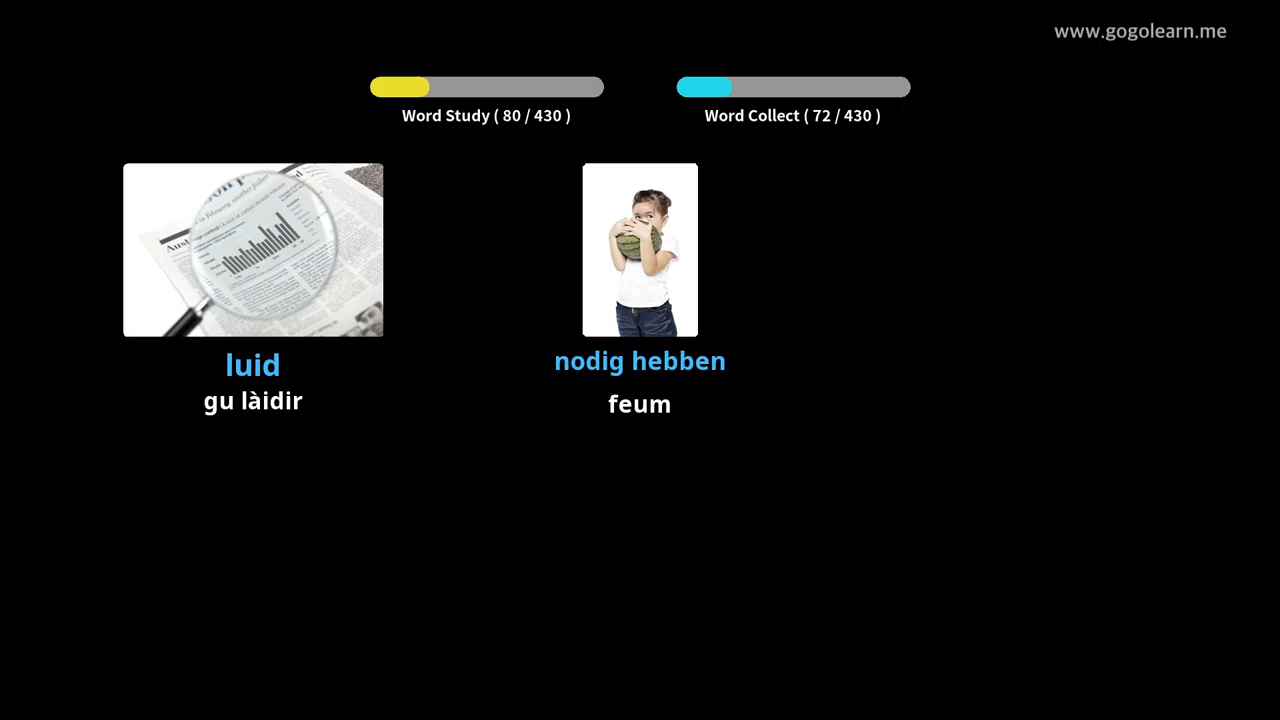 www.gogolearn.me
Word Study ( 80 / 430 )
Word Collect ( 72 / 430 )
luid
gu làidir
nodig hebben
feum